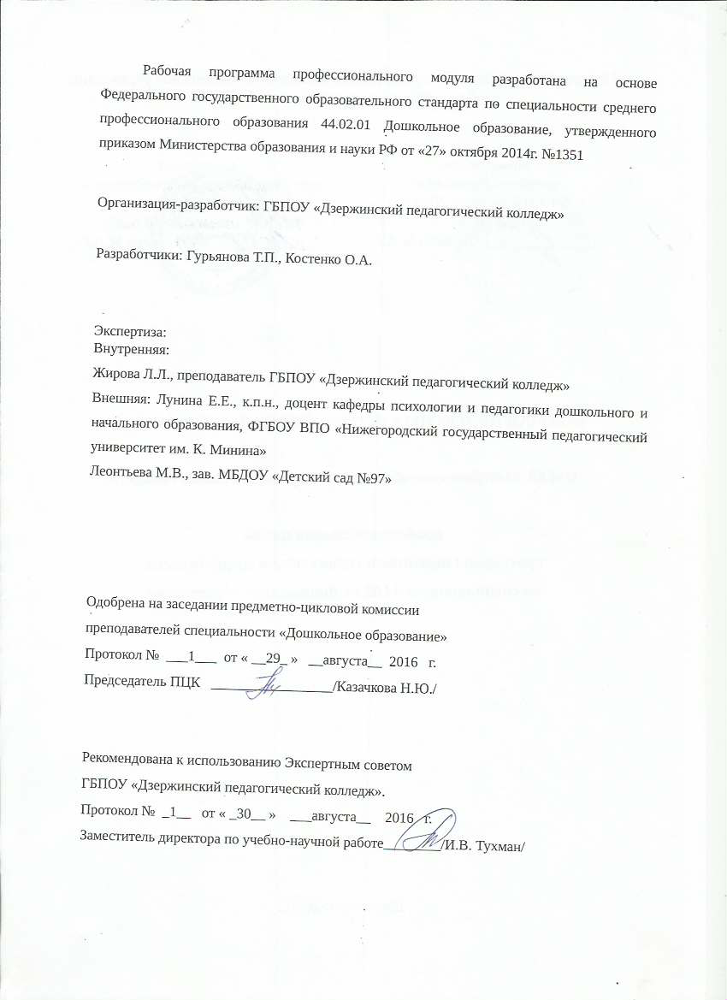 Рабочая программа профессионального модуля разработана на основе
Федерального государственного образовательного стандарта по специальности среднего
профессионального образования 44.02.01 Дошкольное образование, утвержденного
приказом Министерства образования и науки РФ от «27» октября 2014г. №1351
Организация-разработчик: ГБПОУ «Дзержинский педагогический колледж»
Разработчики: Гурьянова Т.П., Костенко О.А.
Экспертиза:
Внутренняя:
Жирова Л.Л., преподаватель ГБПОУ «Дзержинский педагогический колледж»
Внешняя: Лунина Е.Е., к.п.н., доцент кафедры психологии и педагогики дошкольного и
начального образования, ФГБОУ ВПО «Нижегородский государственный педагогический
университет им. К. Минина»
Леонтьева М.В., зав. МБДОУ «Детский сад №97»
Одобрена на заседании предметно-цикловой комиссии
преподавателей специальности «Дошкольное образование»
Протокол № ___1___ от « __29_ » __августа__ 2016 г.
Председатель ПЦК _________________/Казачкова Н.Ю./
Рекомендована к использованию Экспертным советом
ГБПОУ «Дзержинский педагогический колледж».
Протокол № _1__ от « _30__ » ___августа__ 2016 г.
Заместитель директора по учебно-научной работе________/И.В. Тухман/